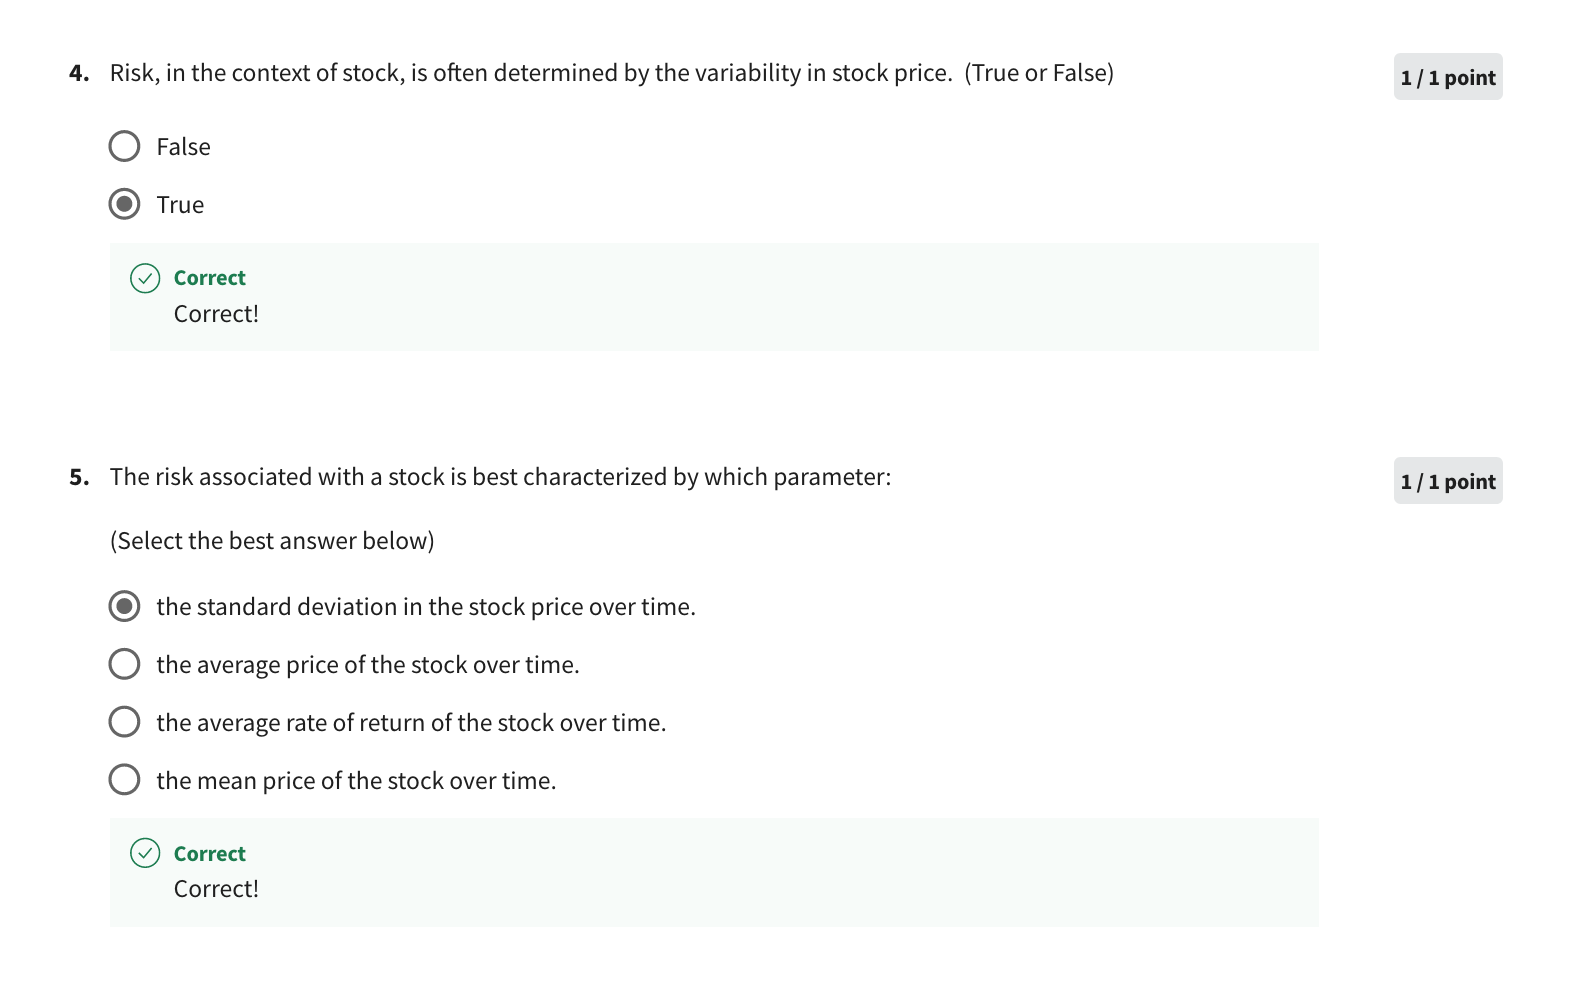 4. Risk, in the context of stock, is often determined by the variability in stock price. (True or False)
1 / 1 point
False
True
Correct
Correct!
5. The risk associated with a stock is best characterized by which parameter:
1 / 1 point
(Select the best answer below)
the standard deviation in the stock price over time.
the average price of the stock over time.
the average rate of return of the stock over time.
the mean price of the stock over time.
Correct
Correct!